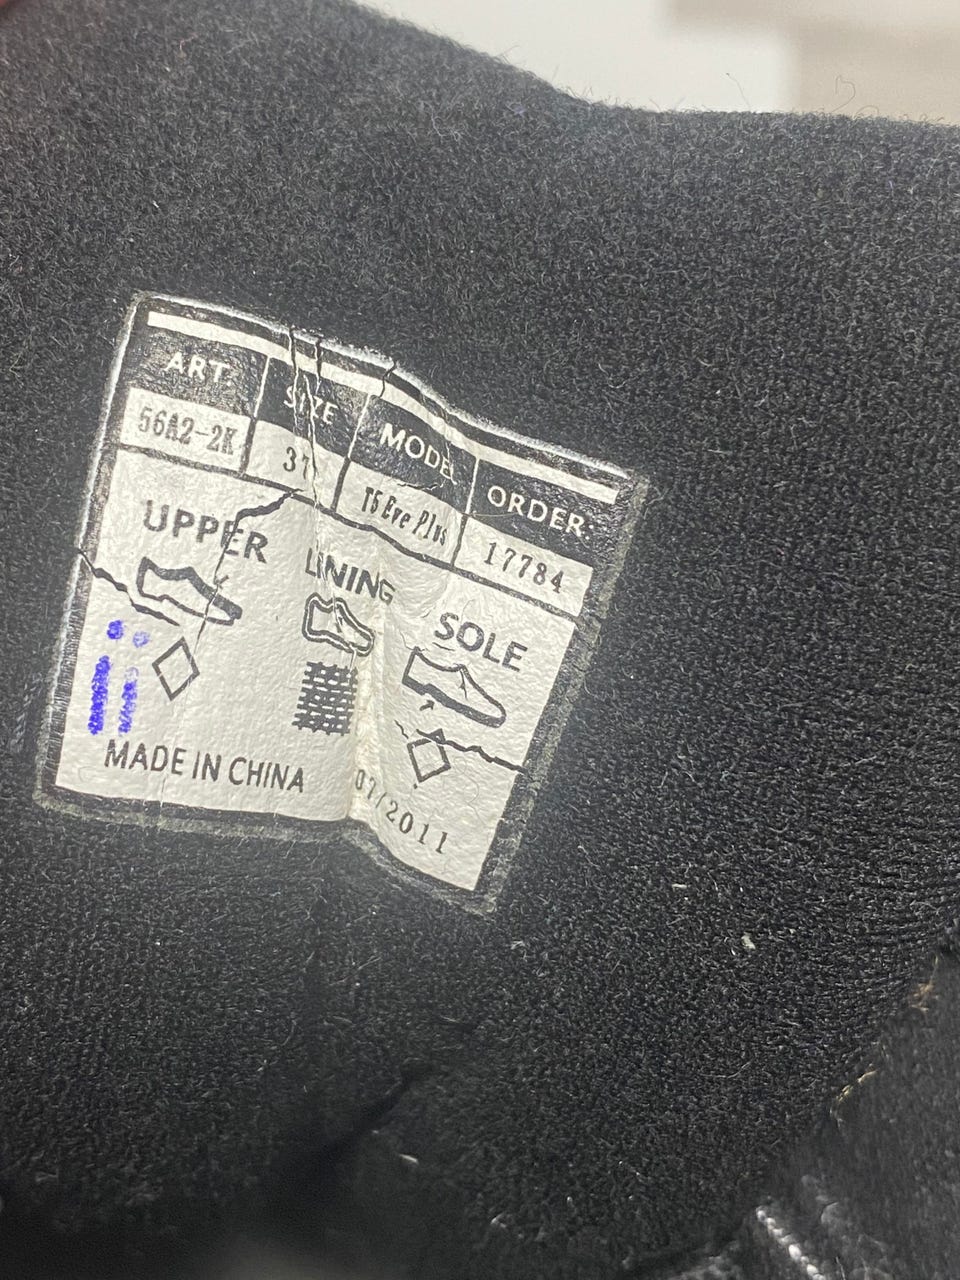 ART: SIZE MODEL ORDER:
56A2-2K 37 T5 Eve Plus 17784
UPPER LINING SOLE
MADE IN CHINA 07/2011